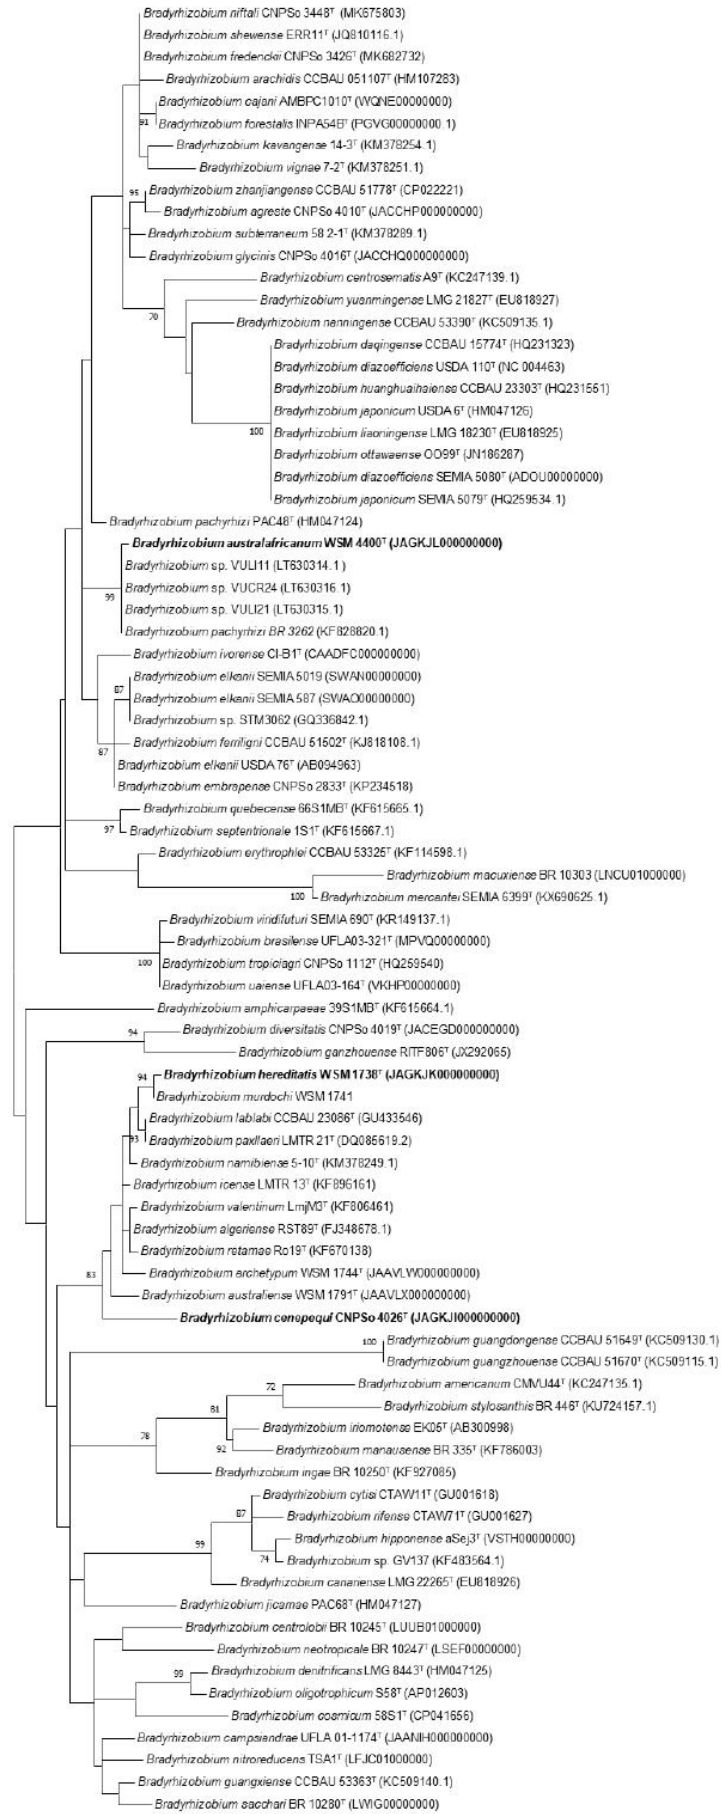 Bradyrhizobium niftali CNPSo 3448ᵀ (MK675803)
Bradyrhizobium shewense ERR11ᵀ (JQ810116.1)
Bradyrhizobium fredenckii CNPSo 3426ᵀ (MK682732)
Bradyrhizobium arachidis CCBAU 051107ᵀ (HM107283)
Bradyrhizobium cajani AMBPC1010ᵀ (WQNE00000000)
91
Bradyrhizobium forestalis INPA54Bᵀ (PGVG00000000.1)
Bradyrhizobium kavangense 14-3ᵀ (KM378254.1)
Bradyrhizobium vignae 7-2ᵀ (KM378251.1)
95
Bradyrhizobium zhanjiangense CCBAU 51778ᵀ (CP022221)
Bradyrhizobium agreste CNPSo 4010ᵀ (JACCHP000000000)
Bradyrhizobium subterraneum 58 2-1ᵀ (KM378289.1)
Bradyrhizobium glycinis CNPSo 4016ᵀ (JACCHQ000000000)
Bradyrhizobium centrosematis A9ᵀ (KC247139.1)
Bradyrhizobium yuanmingense LMG 21827ᵀ (EU818927)
70
Bradyrhizobium nanningense CCBAU 53390ᵀ (KC509135.1)
Bradyrhizobium daqingense CCBAU 15774ᵀ (HQ231323)
Bradyrhizobium diazoefficiens USDA 110ᵀ (NC 004463)
Bradyrhizobium huanghuaihaiense CCBAU 23303ᵀ (HQ231551)
Bradyrhizobium japonicum USDA 6ᵀ (HM047126)
100
Bradyrhizobium liaoningense LMG 18230ᵀ (EU818925)
Bradyrhizobium ottawaense OO99ᵀ (JN186287)
Bradyrhizobium diazoefficiens SEMIA 5080ᵀ (ADOU00000000)
Bradyrhizobium japonicum SEMIA 5079ᵀ (HQ259534.1)
Bradyrhizobium pachyrhizi PAC48ᵀ (HM047124)
Bradyrhizobium australafricanum WSM 4400ᵀ (JAGKJL000000000)
Bradyrhizobium sp. VULI11 (LT630314.1 )
Bradyrhizobium sp. VUCR24 (LT630316.1)
99
Bradyrhizobium sp. VULI21 (LT630315.1)
Bradyrhizobium pachyrhizi BR 3262 (KF828820.1)
Bradyrhizobium ivorense CI-B1ᵀ (CAADFC000000000)
Bradyrhizobium elkanii SEMIA 5019 (SWAN00000000)
87
Bradyrhizobium elkanii SEMIA 587 (SWAO00000000)
Bradyrhizobium sp. STM3062 (GQ336842.1)
Bradyrhizobium ferriligni CCBAU 51502ᵀ (KJ818108.1)
87
Bradyrhizobium elkanii USDA 76ᵀ (AB094963)
Bradyrhizobium embrapense CNPSo 2833ᵀ (KP234518)
Bradyrhizobium quebecense 66S1MBᵀ (KF615665.1)
97
Bradyrhizobium septentrionale 1S1ᵀ (KF615667.1)
Bradyrhizobium erythrophlei CCBAU 53325ᵀ (KF114598.1)
Bradyrhizobium macuxiense BR 10303 (LNCU01000000)
100
Bradyrhizobium mercantei SEMIA 6399ᵀ (KX690625.1)
Bradyrhizobium viridifuturi SEMIA 690ᵀ (KR149137.1)
Bradyrhizobium brasilense UFLA03-321ᵀ (MPVQ00000000)
100
Bradyrhizobium tropiciagri CNPSo 1112ᵀ (HQ259540)
Bradyrhizobium uaiense UFLA03-164ᵀ (VKHP00000000)
Bradyrhizobium amphicarpaeae 39S1MBᵀ (KF615664.1)
94
Bradyrhizobium diversitatis CNPSo 4019ᵀ (JACEGD000000000)
Bradyrhizobium ganzhouense RITF806ᵀ (JX292065)
94
Bradyrhizobium hereditatis WSM 1738ᵀ (JAGKJK000000000)
Bradyrhizobium murdochi WSM 1741
Bradyrhizobium lablabi CCBAU 23086ᵀ (GU433546)
93
Bradyrhizobium paxllaeri LMTR 21ᵀ (DQ085619.2)
Bradyrhizobium namibiense 5-10ᵀ (KM378249.1)
Bradyrhizobium icense LMTR 13ᵀ (KF896161)
Bradyrhizobium valentinum LmjM3ᵀ (KF806461)
Bradyrhizobium algeriense RST89ᵀ (FJ348678.1)
Bradyrhizobium retamae Ro19ᵀ (KF670138)
83
Bradyrhizobium archetypum WSM 1744ᵀ (JAAVLW000000000)
Bradyrhizobium australiense WSM 1791ᵀ (JAAVLX000000000)
Bradyrhizobium cenepequi CNPSo 4026ᵀ (JAGKJI000000000)
100
Bradyrhizobium guangdongense CCBAU 51649ᵀ (KC509130.1)
Bradyrhizobium guangzhouense CCBAU 51670ᵀ (KC509115.1)
72
Bradyrhizobium americanum CMVU44ᵀ (KC247135.1)
81
Bradyrhizobium stylosanthis BR 446ᵀ (KU724157.1)
Bradyrhizobium iriomotense EK05ᵀ (AB300998)
78
92
Bradyrhizobium manausense BR 335ᵀ (KF786003)
Bradyrhizobium ingae BR 10250ᵀ (KF927085)
Bradyrhizobium cytisi CTAW11ᵀ (GU001618)
87
Bradyrhizobium rifense CTAW71ᵀ (GU001627)
99
Bradyrhizobium hipponense aSej3ᵀ (VSTH00000000)
74
Bradyrhizobium sp. GV137 (KF483564.1)
Bradyrhizobium cananense LMG 22265ᵀ (EU818926)
Bradyrhizobium jicamae PAC68ᵀ (HM047127)
Bradyrhizobium centrolobii BR 10245ᵀ (LUUB01000000)
Bradyrhizobium neotropicale BR 10247ᵀ (LSEF00000000)
99
Bradyrhizobium denitrificans LMG 8443ᵀ (HM047125)
Bradyrhizobium oligotrophicum S58ᵀ (AP012603)
Bradyrhizobium cosmicum 58S1ᵀ (CP041656)
Bradyrhizobium campsiandrae UFLA 01-1174ᵀ (JAANIH000000000)
Bradyrhizobium nitroreducens TSA1ᵀ (LFJC01000000)
Bradyrhizobium guangxiense CCBAU 53363ᵀ (KC509140.1)
Bradyrhizobium sacchari BR 10280ᵀ (LWIG00000000)